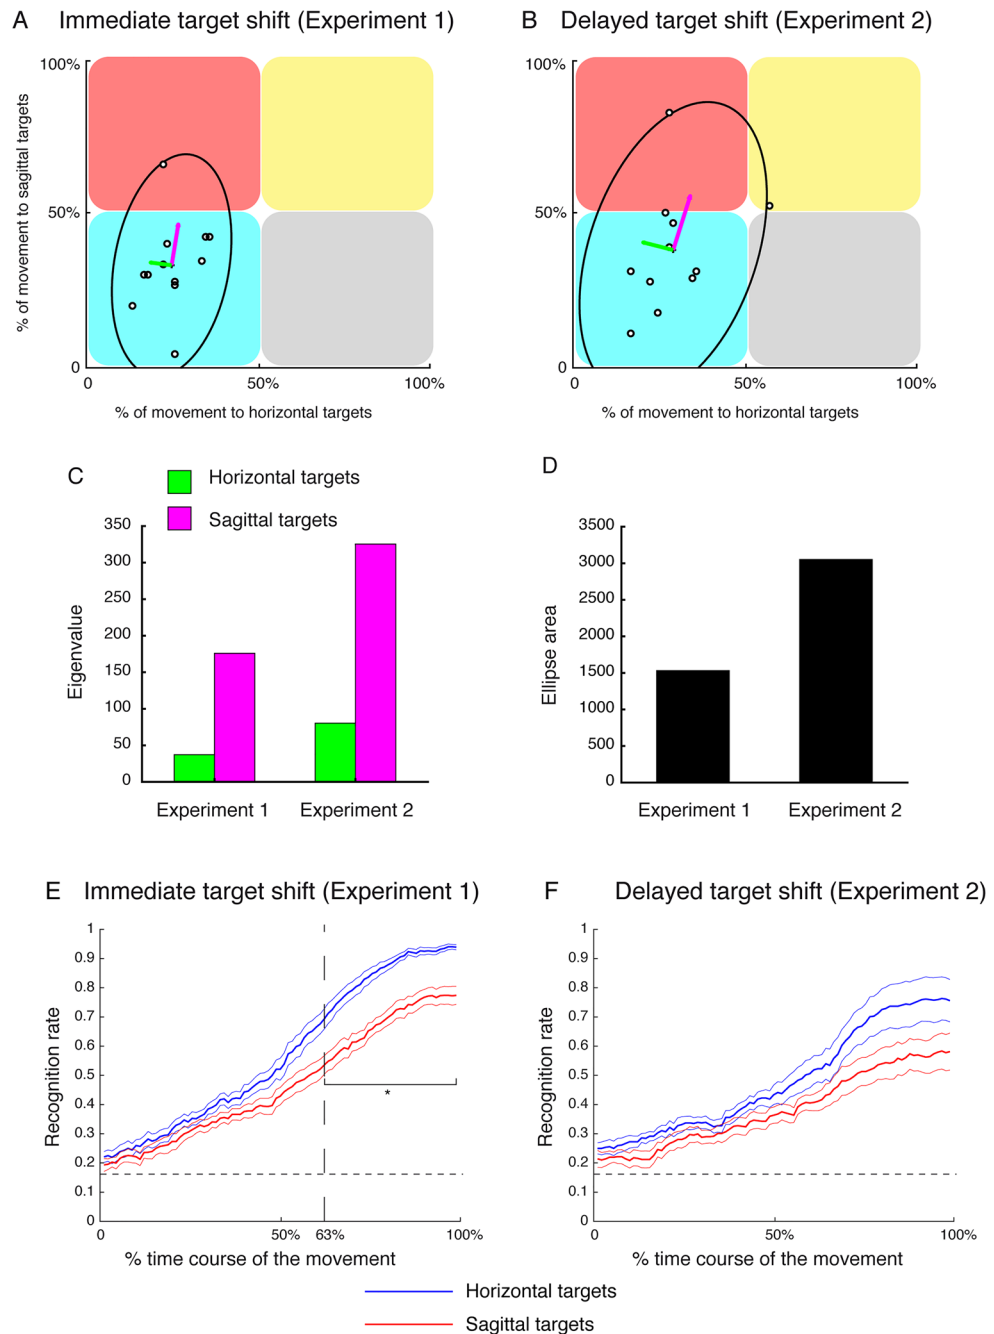 A Immediate target shift (Experiment 1)
B Delayed target shift (Experiment 2)
% of movement to sagittal targets
100%
50%
0
0 50% 100%
% of movement to horizontal targets
100%
50%
0
0 50% 100%
% of movement to horizontal targets
C
Horizontal targets
Sagittal targets
Eigenvalue
350
300
250
200
150
100
50
0
Experiment 1 Experiment 2
D
Ellipse area
3500
3000
2500
2000
1500
1000
500
0
Experiment 1 Experiment 2
E Immediate target shift (Experiment 1)
Recognition rate
1
0.9
0.8
0.7
0.6
0.5
0.4
0.3
0.2
0.1
0
*
0 50% 63% 100%
% time course of the movement
F Delayed target shift (Experiment 2)
Recognition rate
1
0.9
0.8
0.7
0.6
0.5
0.4
0.3
0.2
0.1
0
0 50% 100%
% time course of the movement
Horizontal targets
Sagittal targets